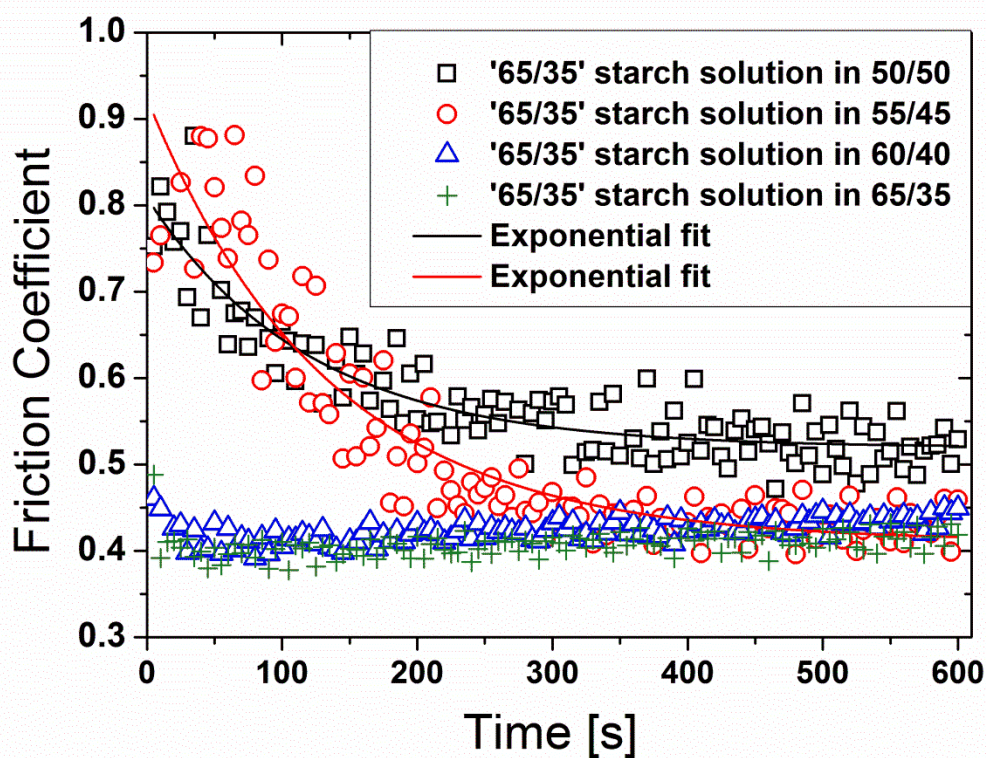 1.0
0.9
0.8
0.7
0.6
0.5
0.4
0.3
Friction Coefficient
'65/35' starch solution in 50/50
'65/35' starch solution in 55/45
'65/35' starch solution in 60/40
'65/35' starch solution in 65/35
Exponential fit
Exponential fit
0 100 200 300 400 500 600
Time [s]